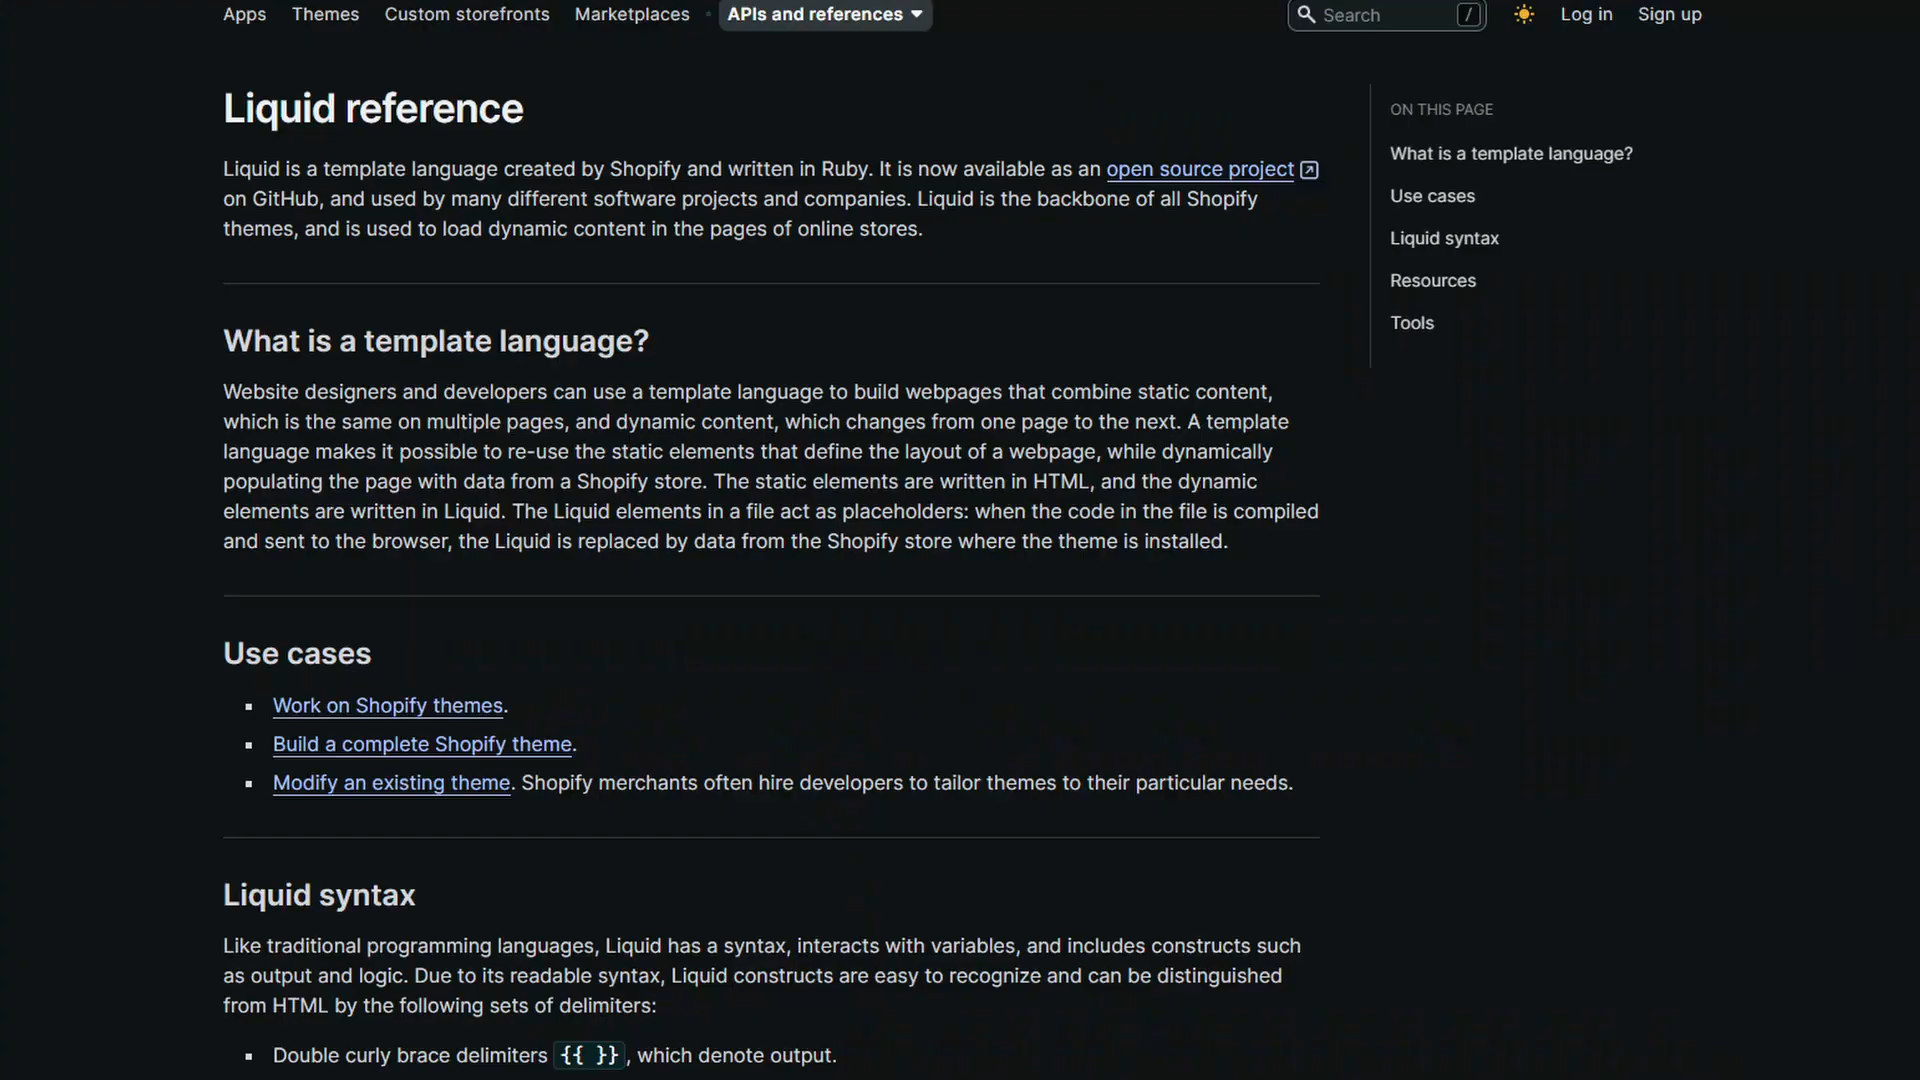 Apps Themes Custom storefronts Marketplaces APIs and references Search / Log in Sign up
Liquid reference
Liquid is a template language created by Shopify and written in Ruby. It is now available as an open source project
on GitHub, and used by many different software projects and companies. Liquid is the backbone of all Shopify
themes, and is used to load dynamic content in the pages of online stores.
What is a template language?
Website designers and developers can use a template language to build webpages that combine static content,
which is the same on multiple pages, and dynamic content, which changes from one page to the next. A template
language makes it possible to re-use the static elements that define the layout of a webpage, while dynamically
populating the page with data from a Shopify store. The static elements are written in HTML, and the dynamic
elements are written in Liquid. The Liquid elements in a file act as placeholders: when the code in the file is compiled
and sent to the browser, the Liquid is replaced by data from the Shopify store where the theme is installed.
Use cases
Work on Shopify themes.
Build a complete Shopify theme.
Modify an existing theme. Shopify merchants often hire developers to tailor themes to their particular needs.
Liquid syntax
Like traditional programming languages, Liquid has a syntax, interacts with variables, and includes constructs such
as output and logic. Due to its readable syntax, Liquid constructs are easy to recognize and can be distinguished
from HTML by the following sets of delimiters:
Double curly brace delimiters {{ }}, which denote output.
ON THIS PAGE
What is a template language?
Use cases
Liquid syntax
Resources
Tools